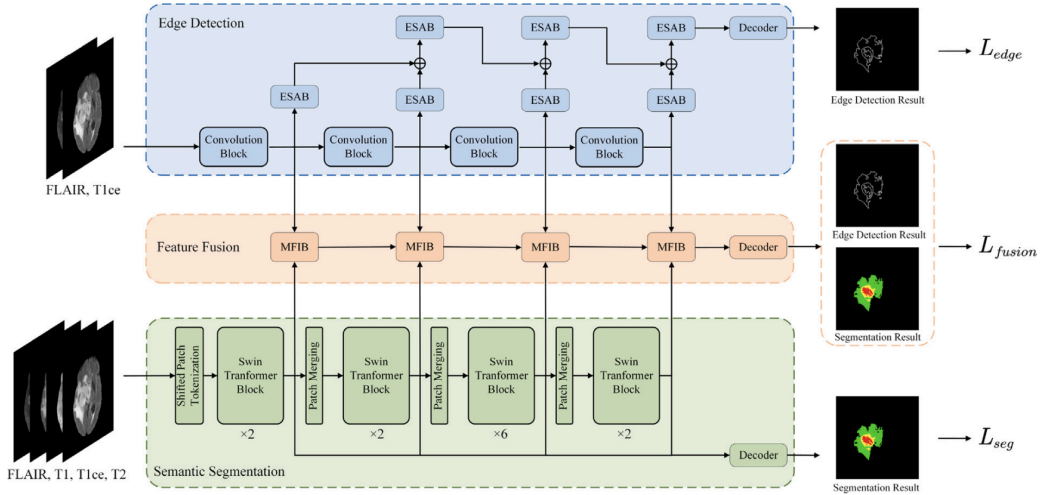 Edge Detection
ESAB
ESAB
ESAB
Decoder
ESAB
ESAB
ESAB
ESAB
Convolution
Block
Convolution
Block
Convolution
Block
Convolution
Block
FLAIR, T1ce
Edge Detection Result
L_edge
Feature Fusion
MFIB
MFIB
MFIB
MFIB
Decoder
Edge Detection Result
Segmentation Result
L_fusion
Shifted Patch
Tokenization
Swin
Tranformer
Block
×2
Patch Merging
Swin
Tranformer
Block
×2
Patch Merging
Swin
Tranformer
Block
×6
Patch Merging
Swin
Tranformer
Block
×2
FLAIR, T1, T1ce, T2
Semantic Segmentation
Decoder
Segmentation Result
L_seg